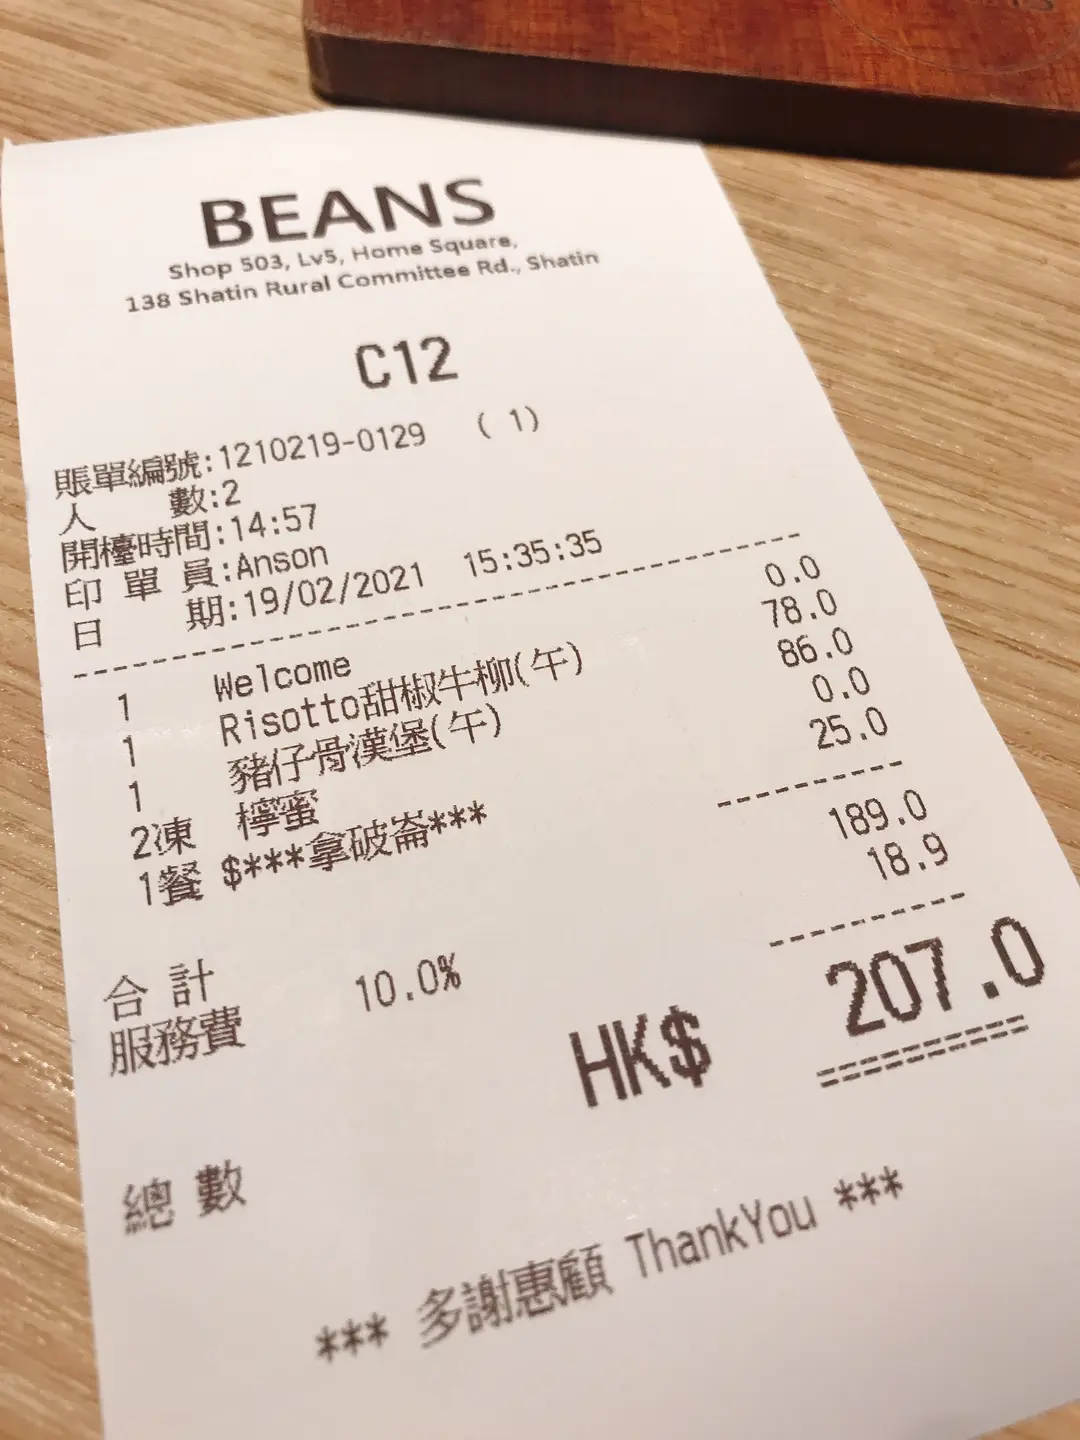 BEANS
Shop 503, Lv5, Home Square,
138 Shatin Rural Committee Rd., Shatin
C12
賬單編號:1210219-0129 ( 1)
人 數:2
開檯時間:14:57
印 單 員:Anson
日 期:19/02/2021 15:35:35
1 Welcome 0.0
1 Risotto甜椒牛柳(午) 78.0
1 豬仔骨漢堡(午) 86.0
2凍 檸蜜 0.0
1餐 $***拿破崙*** 25.0
合 計 189.0
服務費 10.0% 18.9
總 數 HK$ 207.0
*** 多謝惠顧 ThankYou ***